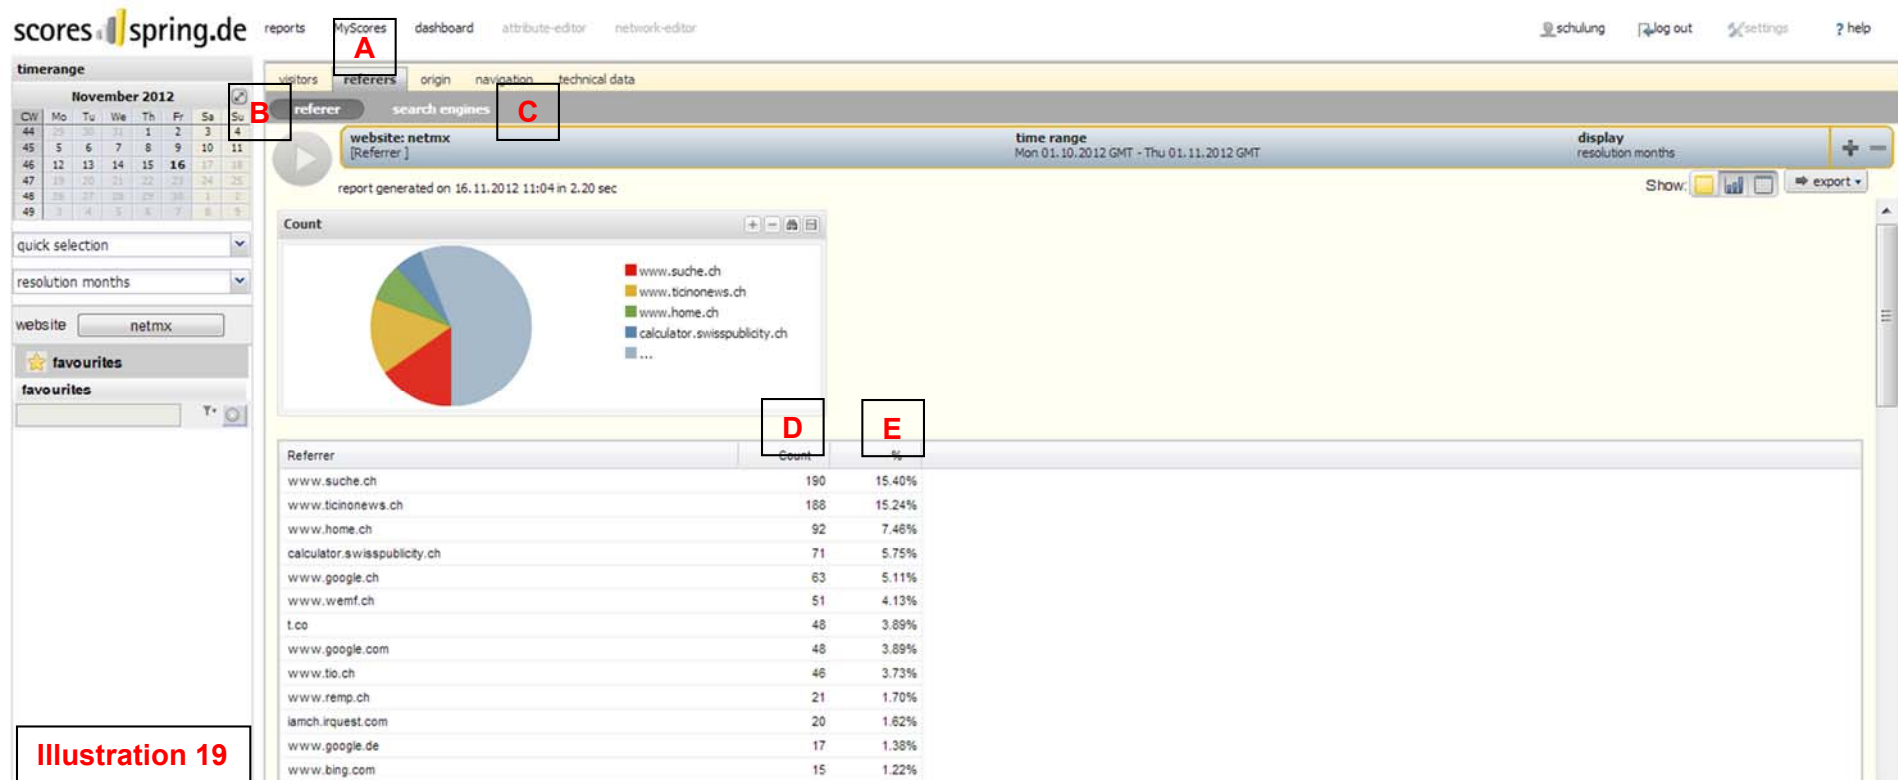 scores spring.de reports MyScores dashboard attribute-editor network-editor schulung log out settings ? help
A
timerange
visitors referers origin navigation technical data
November 2012
B referer search engines C
CW Mo Tu We Th Fr Sa Su
44 29 30 31 1 2 3 4
45 5 6 7 8 9 10 11
46 12 13 14 15 16 17 18
47 19 20 21 22 23 24 25
48 26 27 28 29 30 1 2
49 3 4 5 6 7 8 9
website: netmx time range display
[Referrer ] Mon 01.10.2012 GMT - Thu 01.11.2012 GMT resolution months
report generated on 16.11.2012 11:04 in 2.20 sec Show: export
Count
quick selection
resolution months
website netmx
favourites
favourites
www.suche.ch
www.ticinonews.ch
www.home.ch
calculator.swisspublicity.ch
...
D E
Referrer Count %
www.suche.ch 190 15.40%
www.ticinonews.ch 188 15.24%
www.home.ch 92 7.46%
calculator.swisspublicity.ch 71 5.75%
www.google.ch 63 5.11%
www.wemf.ch 51 4.13%
t.co 48 3.89%
www.google.com 48 3.89%
www.tio.ch 46 3.73%
www.remp.ch 21 1.70%
iamch.irquest.com 20 1.62%
www.google.de 17 1.38%
www.bing.com 15 1.22%
Illustration 19